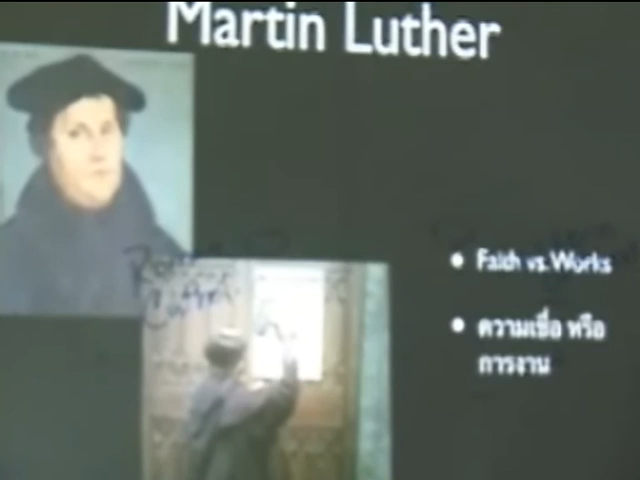 Martin Luther
Faith vs. Works
ความเชื่อ หรือ
การงาน